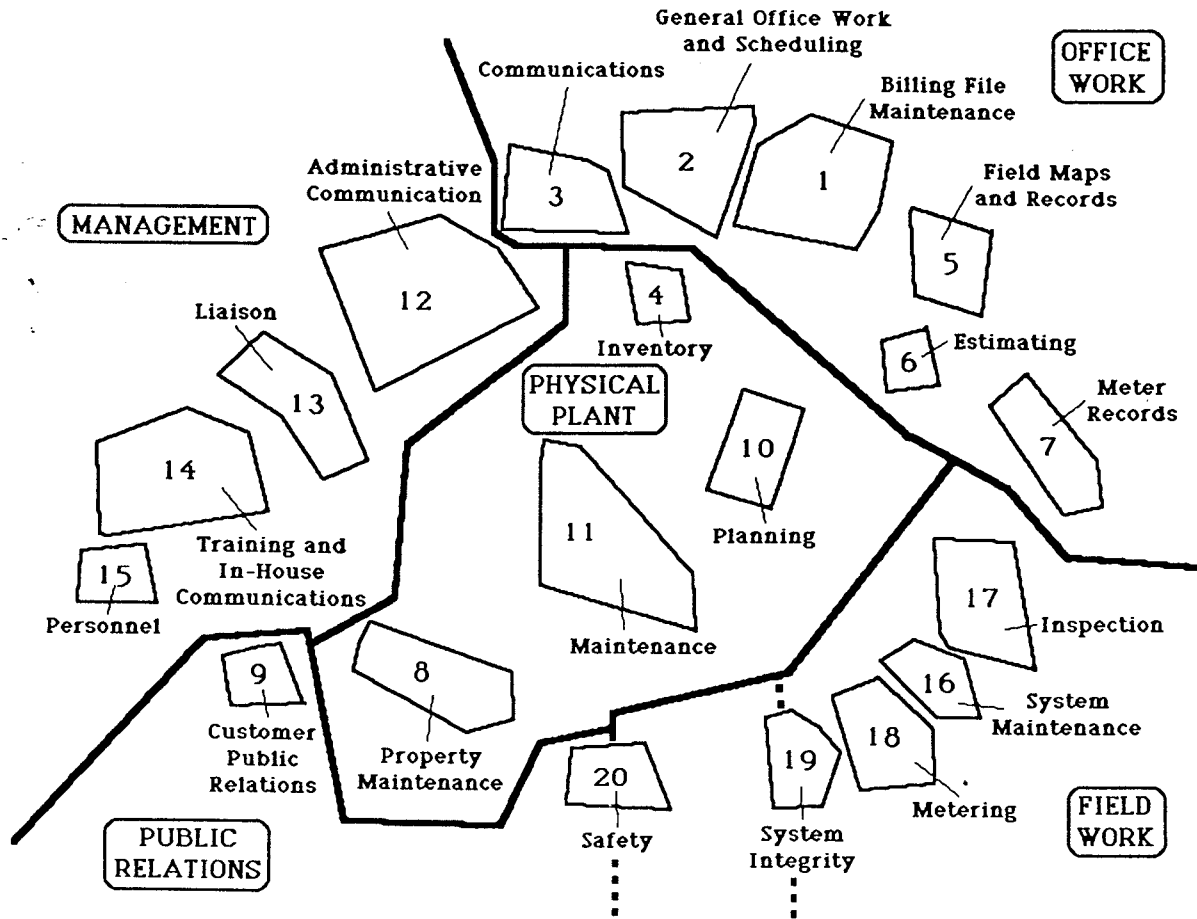 General Office Work
and Scheduling
OFFICE
WORK
Communications
Billing File
Maintenance
2
1
3
Administrative
Communication
Field Maps
and Records
MANAGEMENT
5
12
4
Liaison
Inventory
6
Estimating
PHYSICAL
PLANT
Meter
Records
13
10
7
14
11
Planning
Training and
In-House
Communications
15
Personnel
17
Maintenance
Inspection
9
8
16
System
Maintenance
Customer
Public
Relations
Property
Maintenance
20
19
18
Metering
PUBLIC
RELATIONS
Safety
System
Integrity
FIELD
WORK